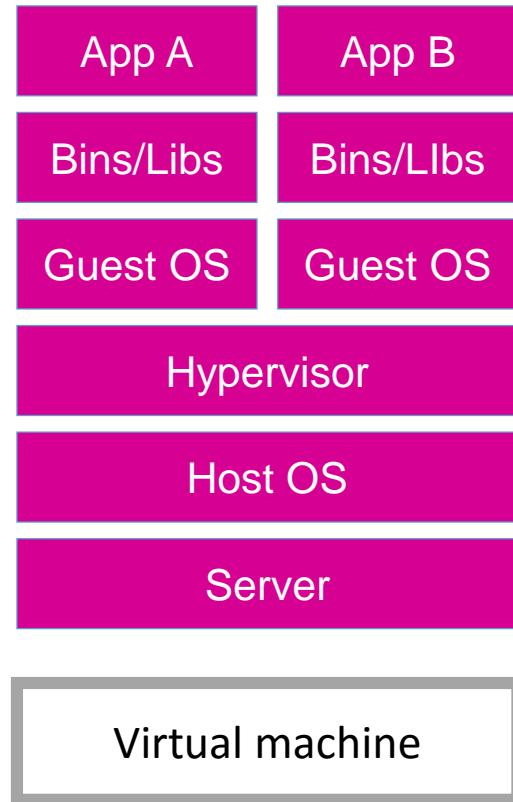 App A
App B
Bins/Libs
Bins/LIbs
Guest OS
Guest OS
Hypervisor
Host OS
Server
Virtual machine